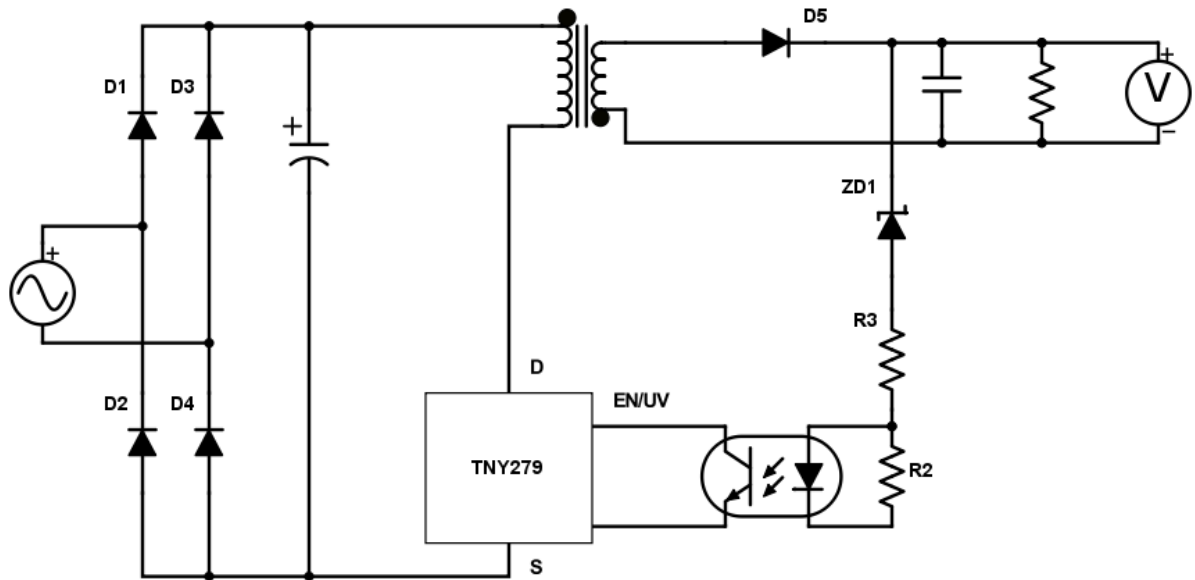 D5
D1
D3
+
+
V
−
ZD1
+
R3
D
D2
D4
EN/UV
TNY279
R2
S